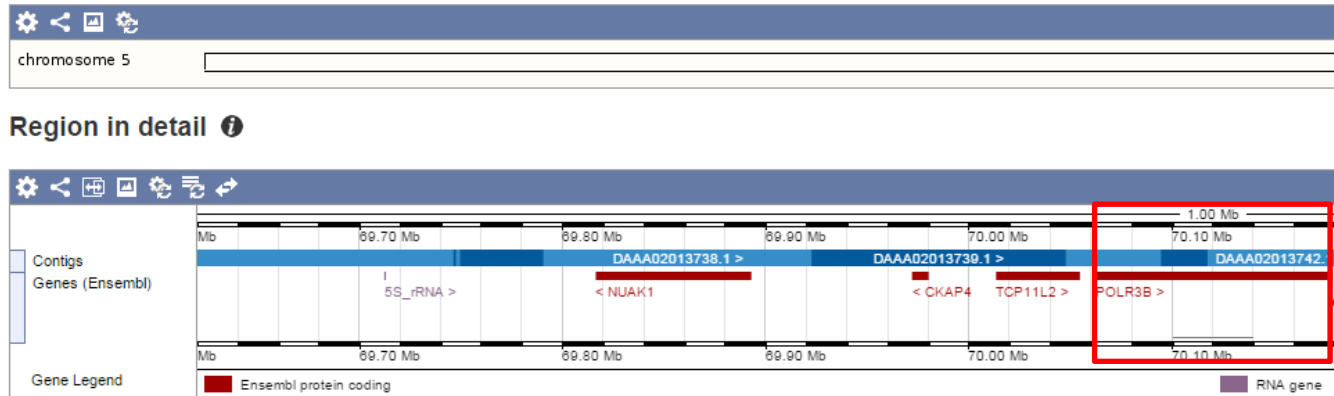 chromosome 5
Region in detail i
1.00 Mb
Mb 69.70 Mb 69.80 Mb 69.90 Mb 70.00 Mb 70.10 Mb
Contigs DAAA02013738.1 > DAAA02013739.1 > DAAA02013742.
Genes (Ensembl)
5S_rRNA > < NUAK1 < CKAP4 TCP11L2 > POLR3B >
Mb 69.70 Mb 69.80 Mb 69.90 Mb 70.00 Mb 70.10 Mb
Gene Legend Ensembl protein coding RNA gene